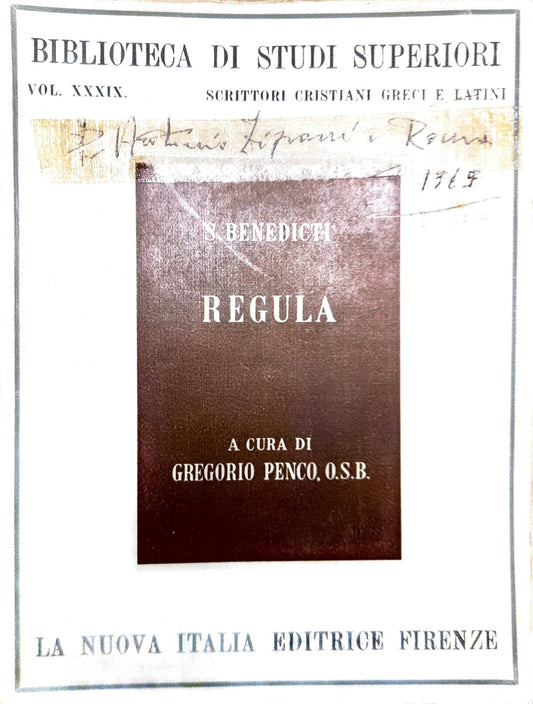 BIBLIOTECA DI STUDI SUPERIORI
VOL. XXXIX. SCRITTORI CRISTIANI GRECI E LATINI
Roma
S. BENEDICTI
REGULA
A CURA DI
GREGORIO PENCO, O.S.B.
LA NUOVA ITALIA EDITRICE FIRENZE